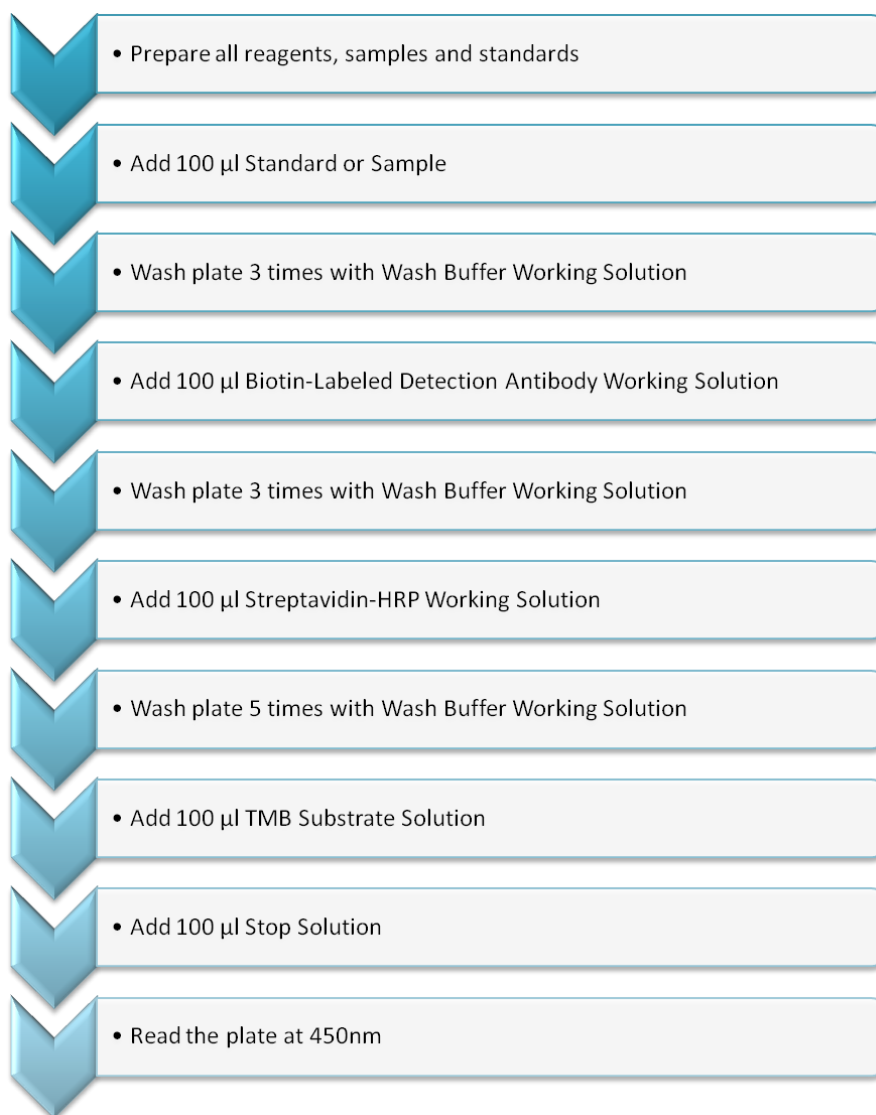 • Prepare all reagents, samples and standards
• Add 100 µl Standard or Sample
• Wash plate 3 times with Wash Buffer Working Solution
• Add 100 µl Biotin-Labeled Detection Antibody Working Solution
• Wash plate 3 times with Wash Buffer Working Solution
• Add 100 µl Streptavidin-HRP Working Solution
• Wash plate 5 times with Wash Buffer Working Solution
• Add 100 µl TMB Substrate Solution
• Add 100 µl Stop Solution
• Read the plate at 450nm